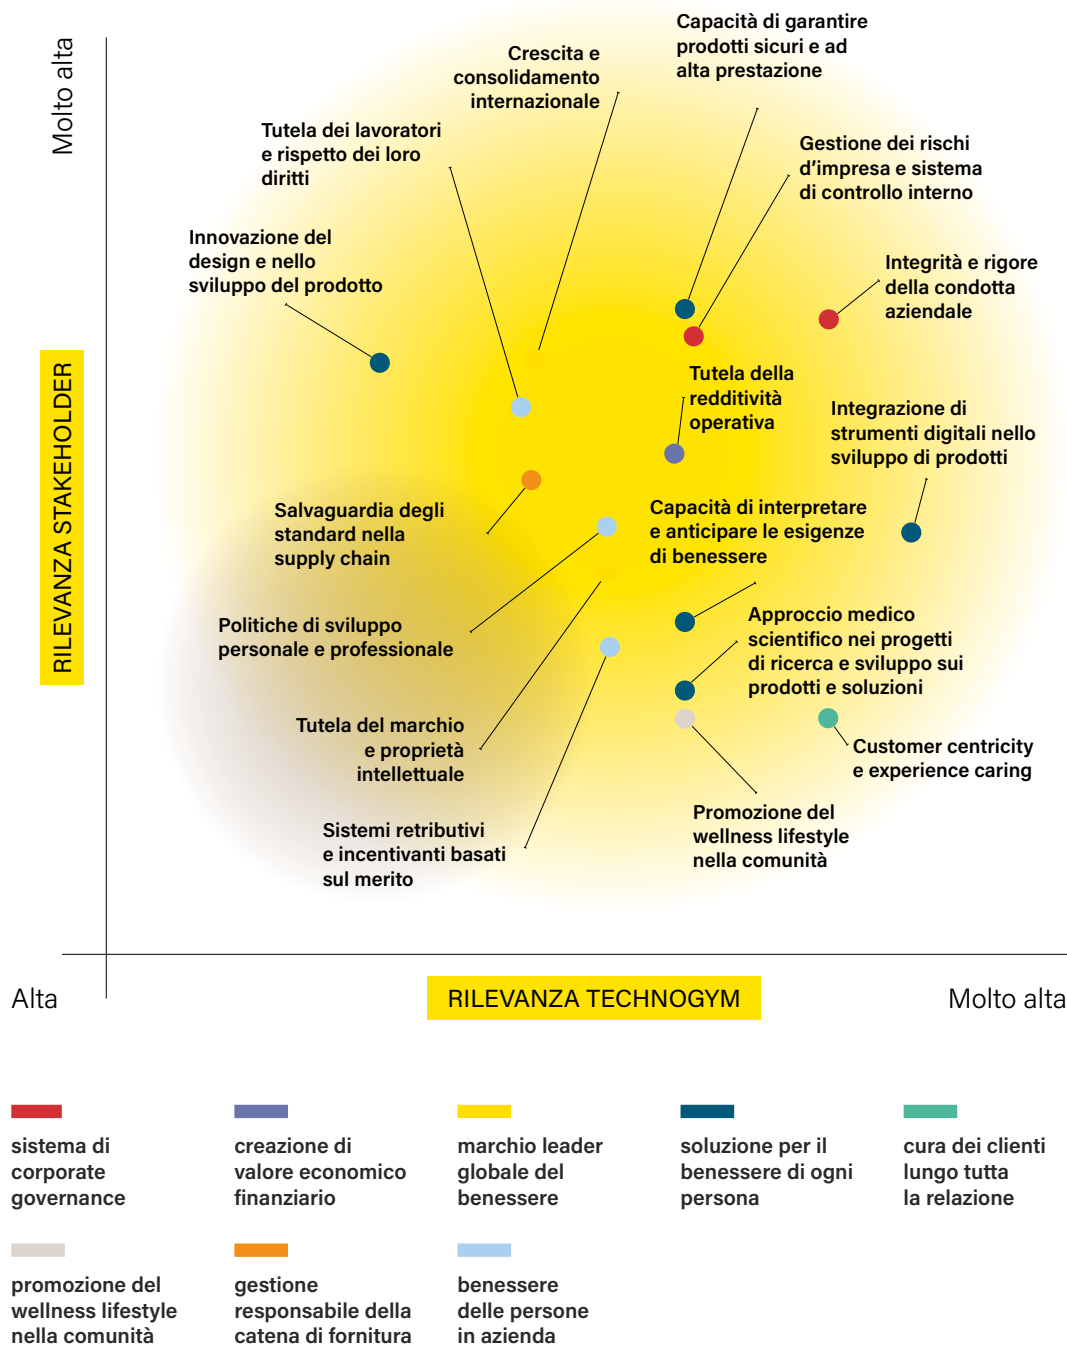 Molto alta
Capacità di garantire
prodotti sicuri e ad
alta prestazione
Crescita e
consolidamento
internazionale
Tutela dei lavoratori
e rispetto dei loro
diritti
Gestione dei rischi
d’impresa e sistema
di controllo interno
Innovazione del
design e nello
sviluppo del prodotto
Integrità e rigore
della condotta
aziendale
RILEVANZA STAKEHOLDER
Tutela della
redditività
operativa
Integrazione di
strumenti digitali nello
sviluppo di prodotti
Salvaguardia degli
standard nella
supply chain
Capacità di interpretare
e anticipare le esigenze
di benessere
Politiche di sviluppo
personale e professionale
Approccio medico
scientifico nei progetti
di ricerca e sviluppo sui
prodotti e soluzioni
Tutela del marchio
e proprietà
intellettuale
Customer centricity
e experience caring
Sistemi retributivi
e incentivanti basati
sul merito
Promozione del
wellness lifestyle
nella comunità
Alta
RILEVANZA TECHNOGYM
Molto alta
sistema di
corporate
governance
creazione di
valore economico
finanziario
marchio leader
globale del
benessere
soluzione per il
benessere di ogni
persona
cura dei clienti
lungo tutta
la relazione
promozione del
wellness lifestyle
nella comunità
gestione
responsabile della
catena di fornitura
benessere
delle persone
in azienda